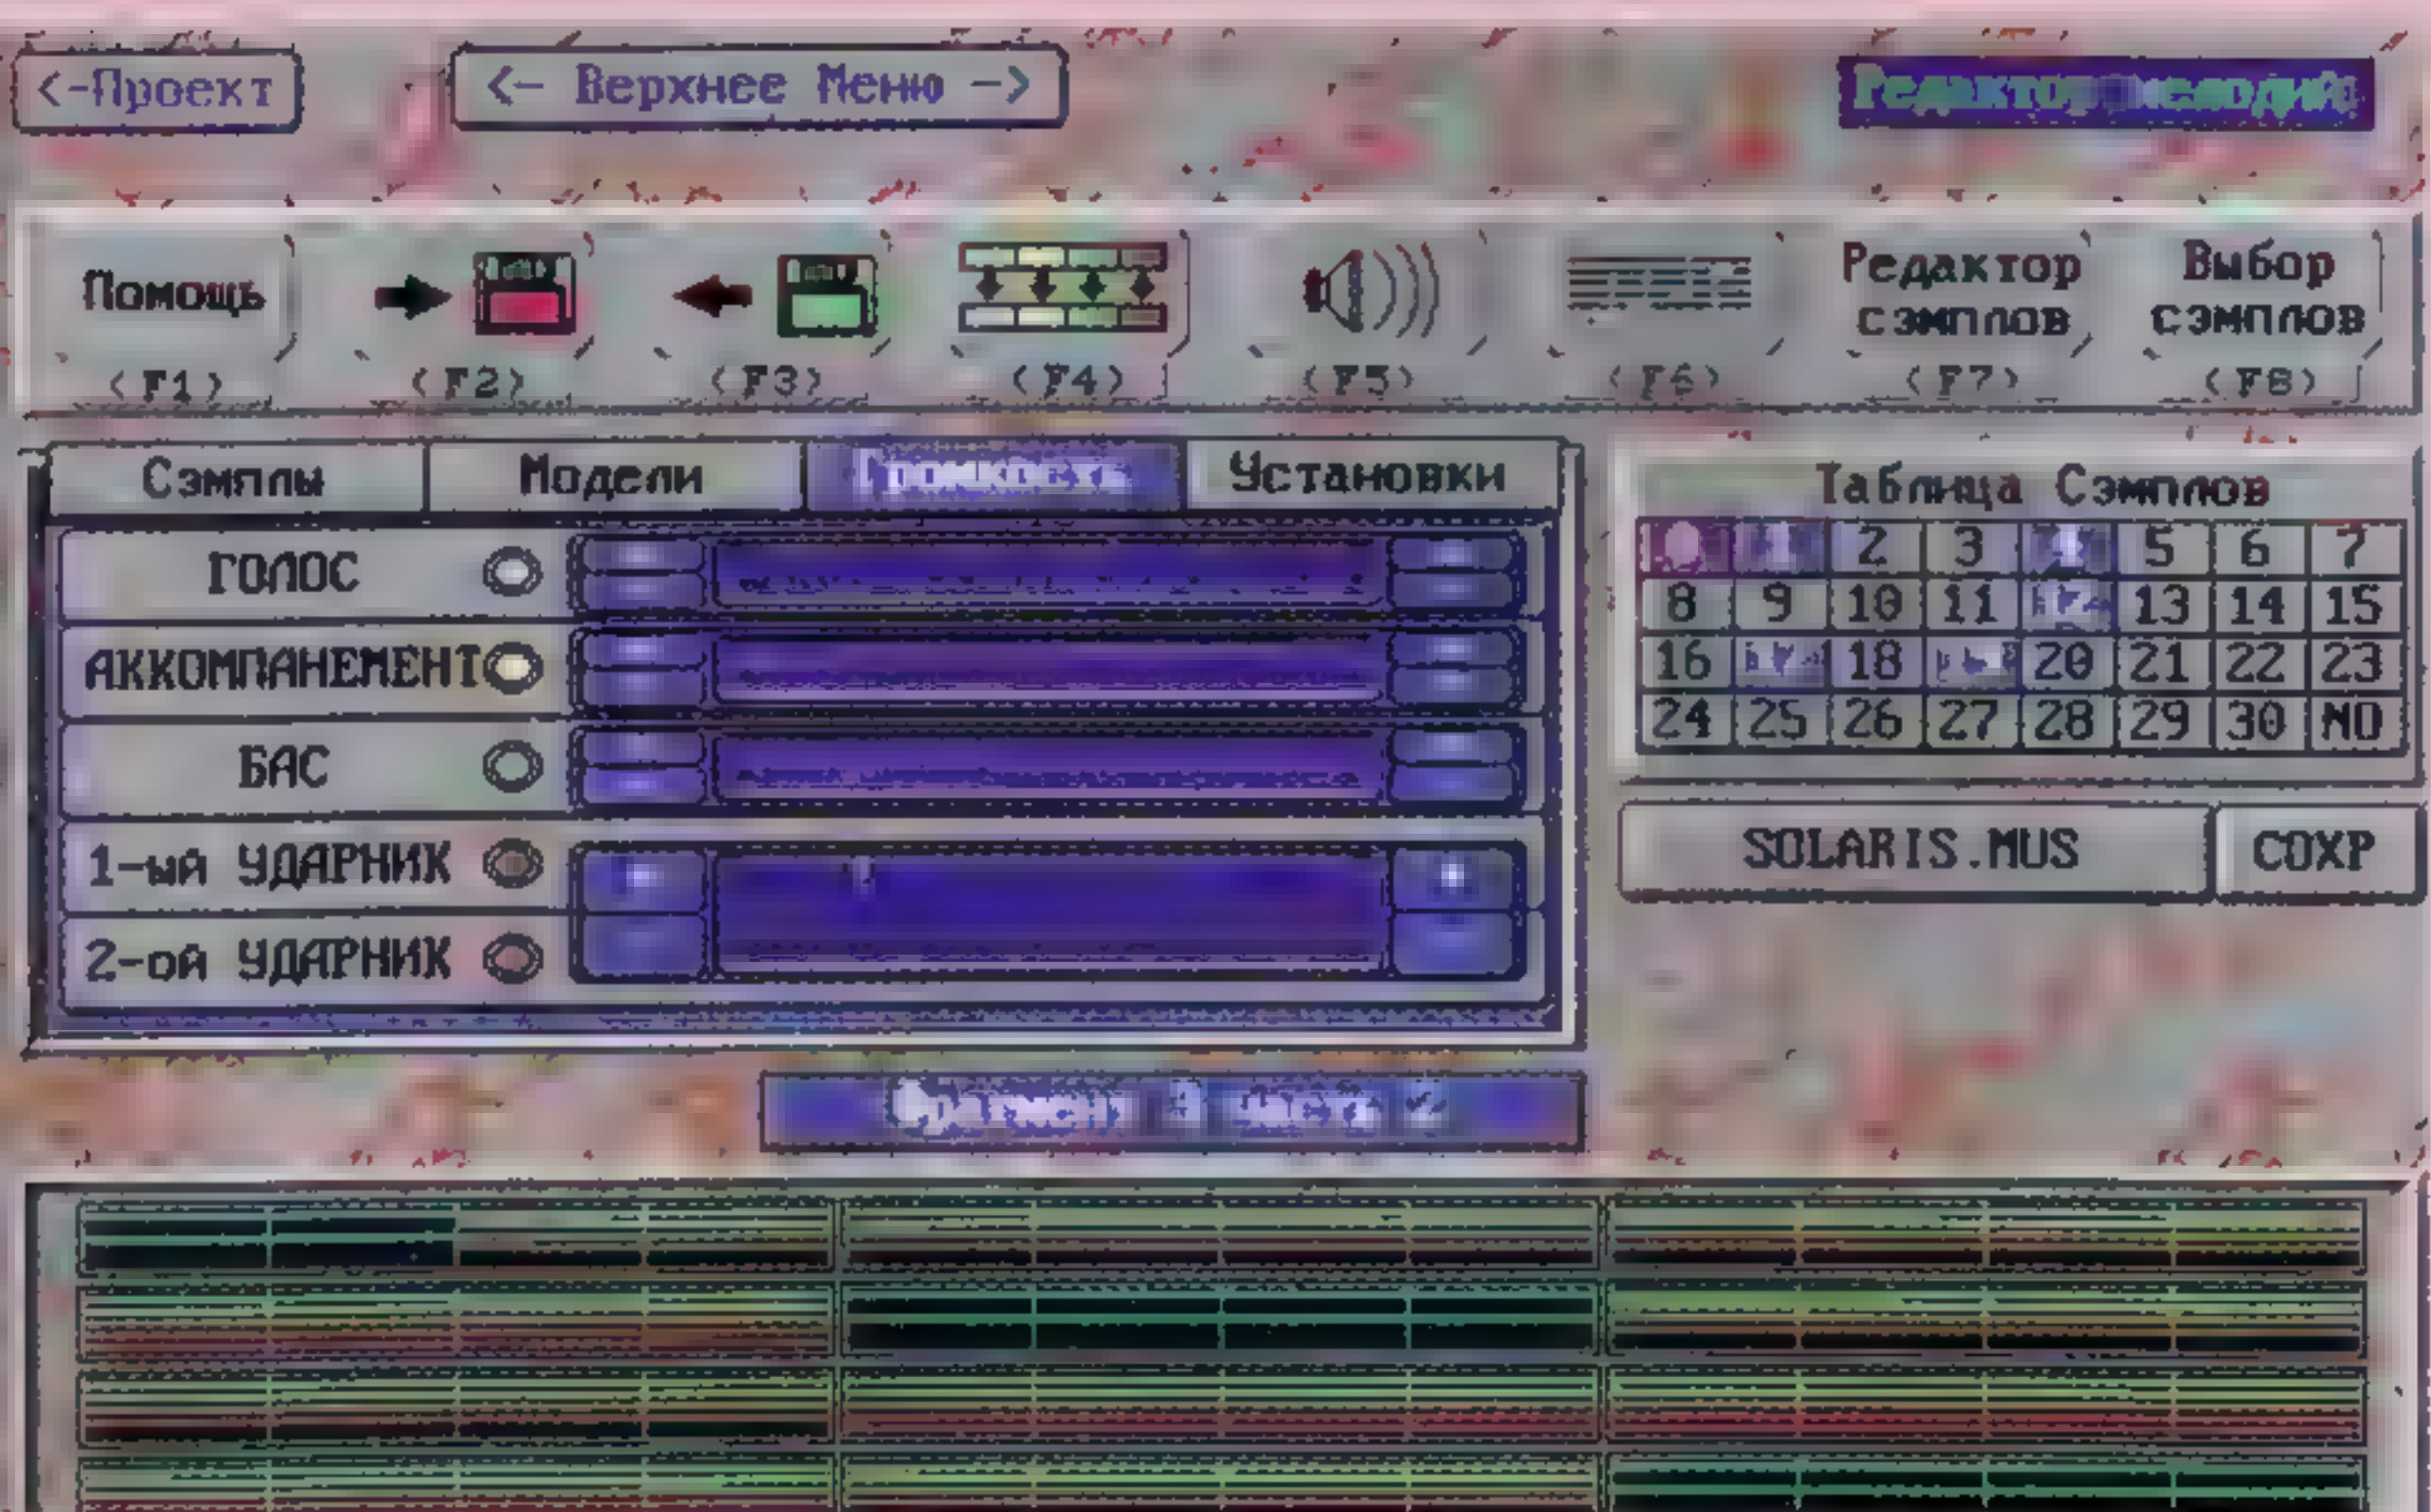 <-Проект
<- Верхнее Меню ->
Редактор мелодий
Помощь
Редактор
сэмплов
Выбор
сэмплов
(F1)
(F2)
(F3)
(F4)
(F5)
(F6)
(F7)
(F8)
Сэмплы
Модели
Громкость
Установки
ГОЛОС
АККОМПАНЕМЕНТ
БАС
1-ый УДАРНИК
2-ой УДАРНИК
Таблица Сэмплов
2 3 5 6 7
8 9 10 11 13 14 15
16 18 20 21 22 23
24 25 26 27 28 29 30 NO
SOLARIS.MUS
СОХР